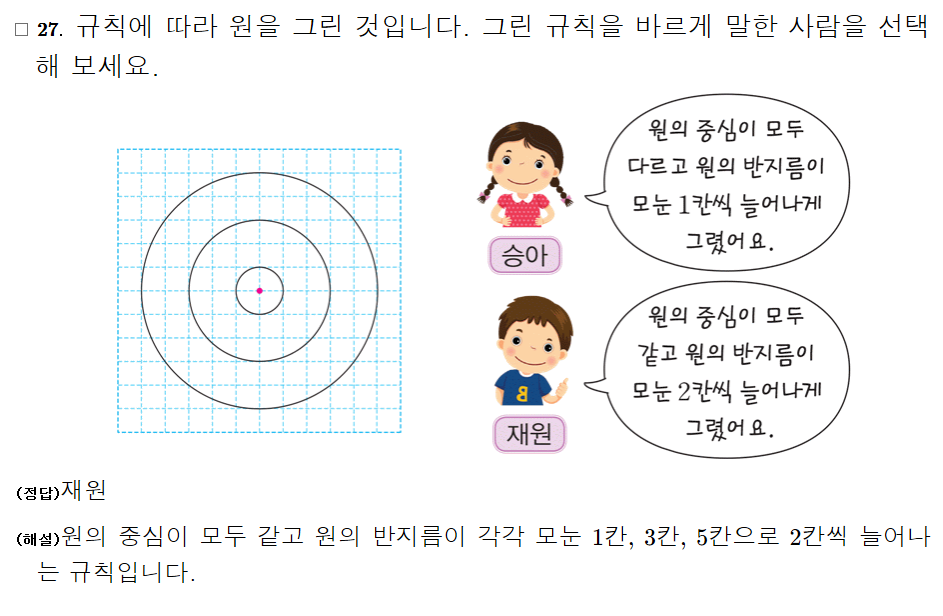 □ 27. 규칙에 따라 원을 그린 것입니다. 그린 규칙을 바르게 말한 사람을 선택
해 보세요.
원의 중심이 모두
다르고 원의 반지름이
모눈 1칸씩 늘어나게
그렸어요.
승아
원의 중심이 모두
같고 원의 반지름이
모눈 2칸씩 늘어나게
그렸어요.
B
재원
(정답)재원
(해설)원의 중심이 모두 같고 원의 반지름이 각각 모눈 1칸, 3칸, 5칸으로 2칸씩 늘어나
는 규칙입니다.